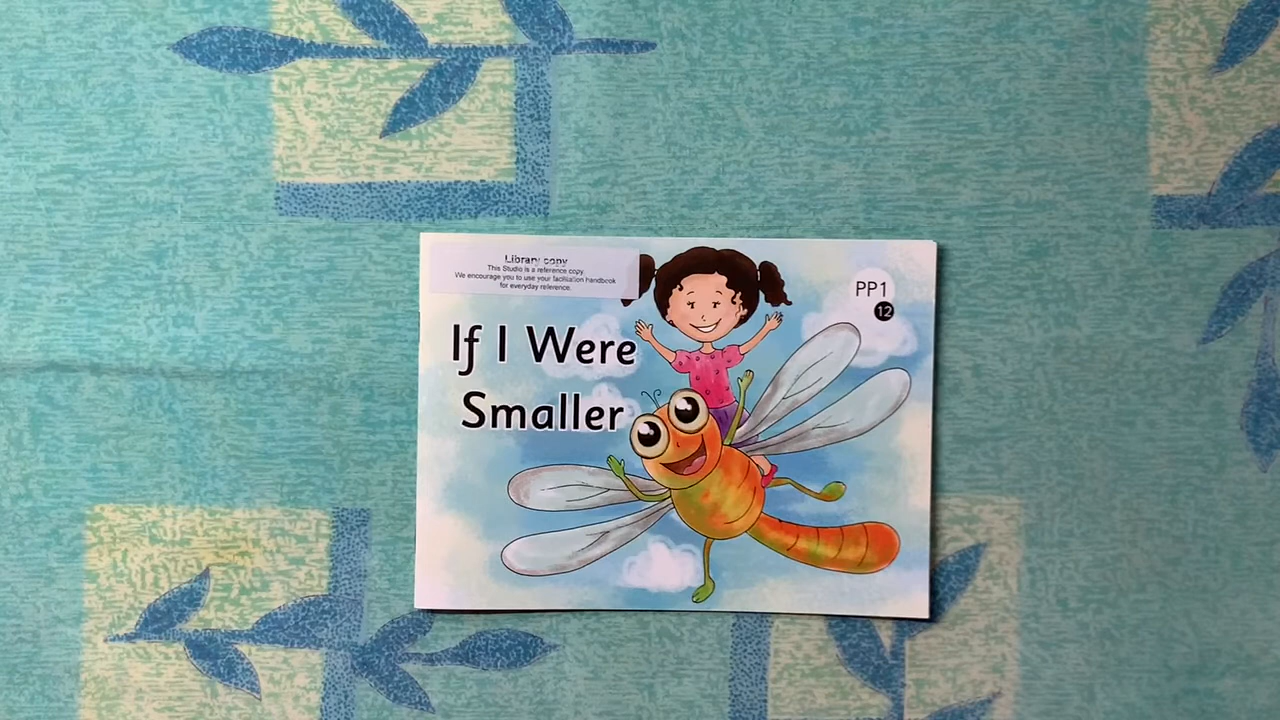 Library copy
This Studio is a reference copy.
We encourage you to use your facilitation handbook
for everyday reference.
If I Were
Smaller
PP1
12